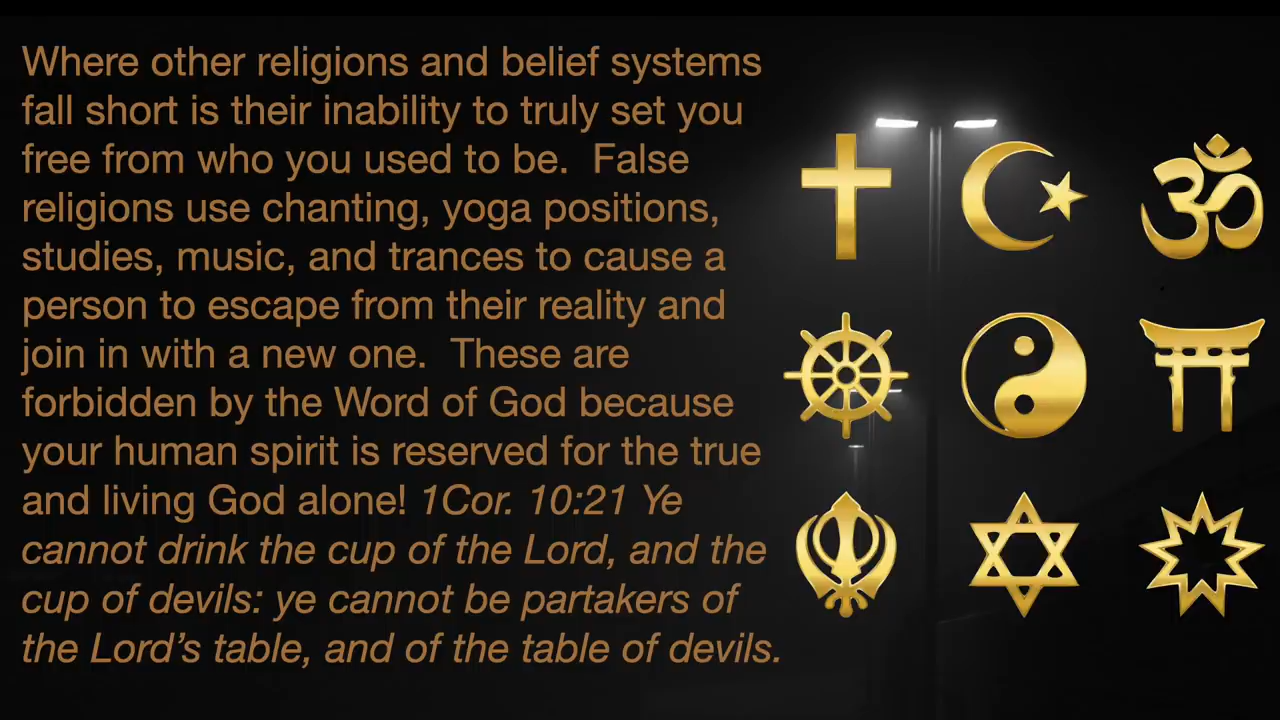 Where other religions and belief systems
fall short is their inability to truly set you
free from who you used to be.  False
religions use chanting, yoga positions,
studies, music, and trances to cause a
person to escape from their reality and
join in with a new one.  These are
forbidden by the Word of God because
your human spirit is reserved for the true
and living God alone! 1Cor. 10:21 Ye
cannot drink the cup of the Lord, and the
cup of devils: ye cannot be partakers of
the Lord’s table, and of the table of devils.
ॐ